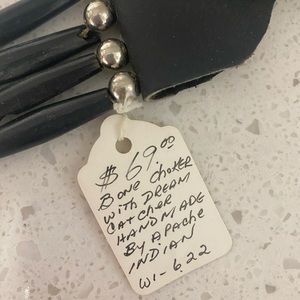 $69.00
Bone choker
with DREAM
CATCHER
HANDMADE
By APACHE
INDIAN
WI-622